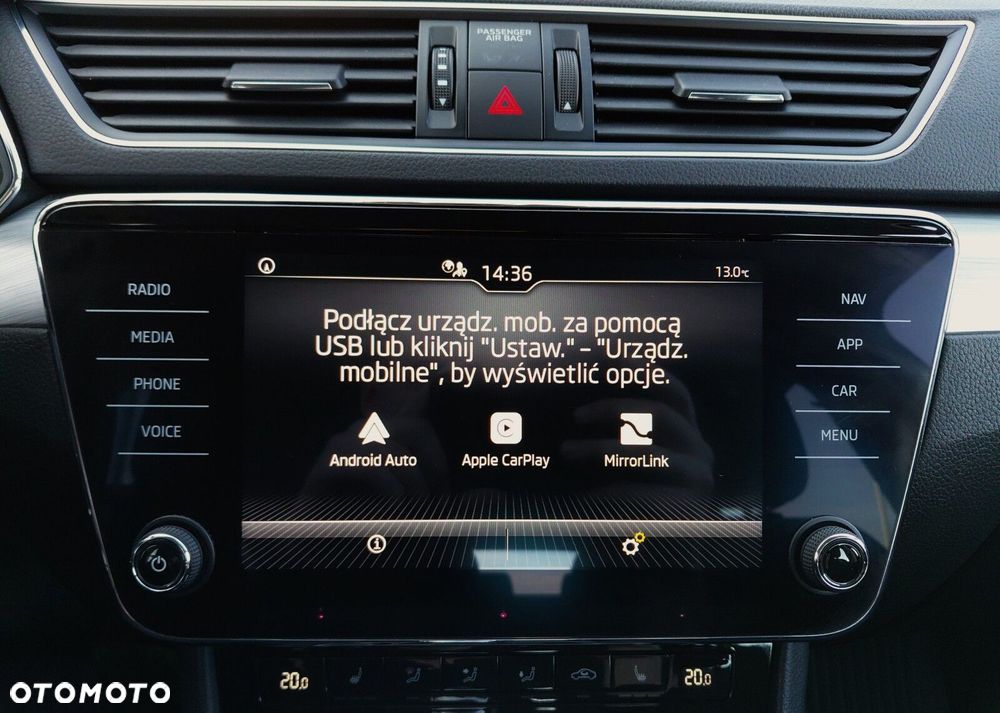 PASSENGER
AIR BAG
14:36
13.0°C
RADIO
MEDIA
PHONE
VOICE
Podłącz urządz. mob. za pomocą
USB lub kliknij "Ustaw." - "Urządz.
mobilne", by wyświetlić opcje.
Android Auto
Apple CarPlay
MirrorLink
NAV
APP
CAR
MENU
20.0
20.0
OTOMOTO